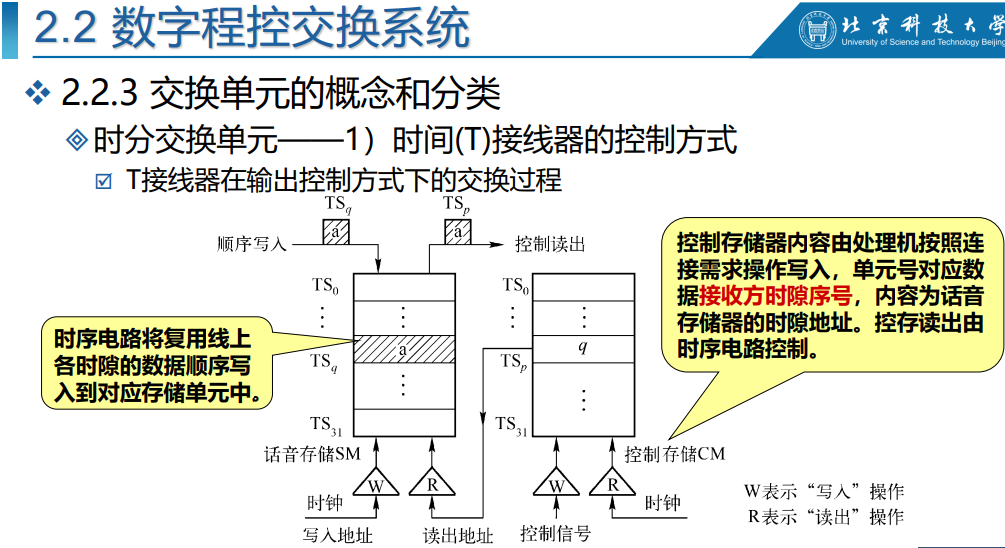 2.2 数字程控交换系统
北京科技大学
University of Science and Technology Beijing
2.2.3 交换单元的概念和分类
时分交换单元——1）时间(T)接线器的控制方式
T接线器在输出控制方式下的交换过程
TSq
TSp
a
a
顺序写入
控制读出
控制存储器内容由处理机按照连
接需求操作写入，单元号对应数
据接收方时隙序号，内容为话音
存储器的时隙地址。控存读出由
时序电路控制。
时序电路将复用线上
各时隙的数据顺序写
入到对应存储单元中。
TS0
⋮
⋮
TSq
a
⋮
TS31
话音存储SM
TS0
⋮
⋮
q
TSp
⋮
TS31
控制存储CM
W
R
W
R
时钟
时钟
写入地址
读出地址
控制信号
W表示“写入”操作
R表示“读出”操作